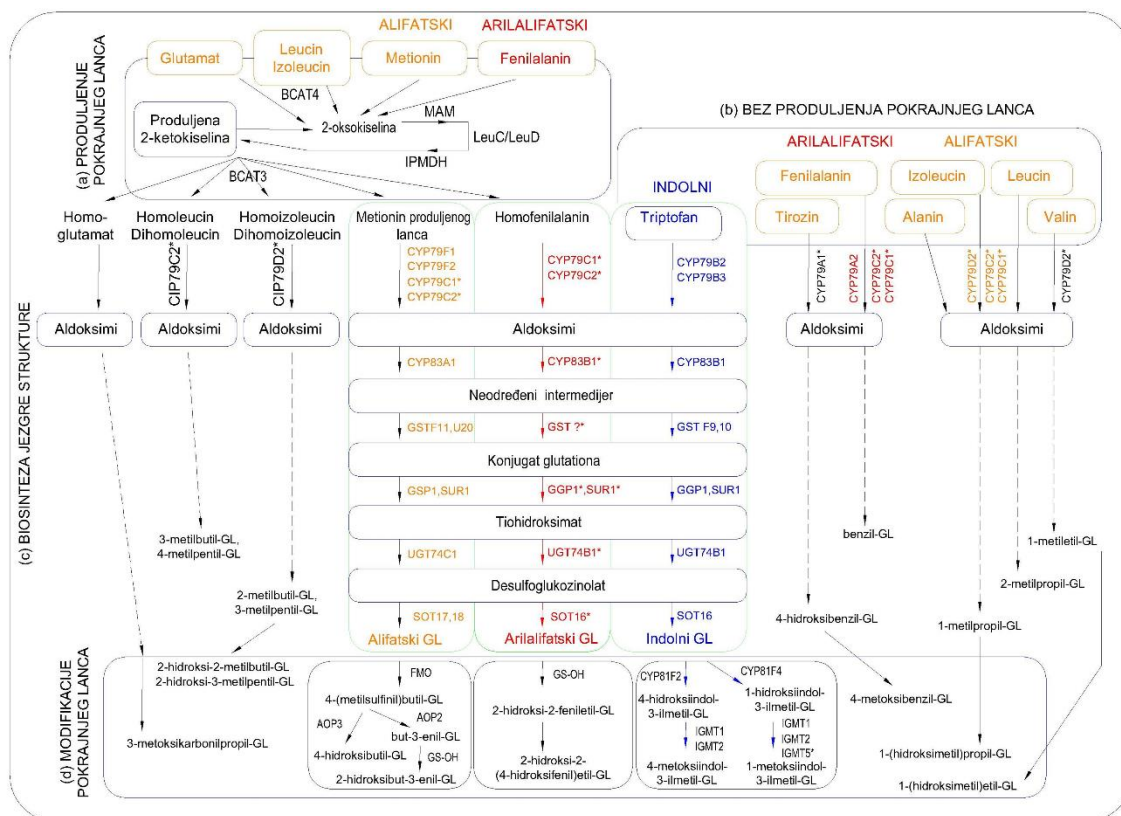 ALIFATSKI
ARILALIFATSKI
Glutamat
Leucin
Izoleucin
Metionin
Fenilalanin
(a) PRODULJENJE
POKRAJNJEG LANCA
BCAT4
Produljena
2-ketokiselina
2-oksokiselina
MAM
LeuC/LeuD
IPMDH
BCAT3
(b) BEZ PRODULJENJA POKRAJNJEG LANCA
ARILALIFATSKI
ALIFATSKI
INDOLNI
Fenilalanin
Izoleucin
Leucin
Tirozin
Alanin
Valin
Triptofan
(c) BIOSINTEZA JEZGRE STRUKTURE
Homo-
glutamat
Homoleucin
Dihomoleucin
Homoizoleucin
Dihomoizoleucin
Metionin produljenog
lanca
Homofenilalanin
CIP79C2*
CIP79D2*
CYP79F1
CYP79F2
CYP79C1*
CYP79C2*
CYP79C1*
CYP79C2*
CYP79B2
CYP79B3
CYP79A1*
CYP79A2
CYP79C2*
CYP79C1*
CYP79D2*
CYP79C2*
CYP79C1*
CYP79D2*
Aldoksimi
Aldoksimi
Aldoksimi
Aldoksimi
Aldoksimi
Aldoksimi
CYP83A1
CYP83B1*
CYP83B1
Neodređeni intermedijer
GSTF11,U20
GST ?*
GST F9,10
Konjugat glutationa
GSP1,SUR1
GGP1*,SUR1*
GGP1,SUR1
Tiohidroksimat
UGT74C1
UGT74B1*
UGT74B1
Desulfoglukozinolat
SOT17,18
SOT16*
SOT16
Alifatski GL
Arilalifatski GL
Indolni GL
3-metilbutil-GL,
4-metilpentil-GL
2-metilbutil-GL,
3-metilpentil-GL
benzil-GL
1-metiletil-GL
2-metilpropil-GL
4-hidroksibenzil-GL
1-metilpropil-GL
(d) MODIFIKACIJE
POKRAJNJEG LANCA
2-hidroksi-2-metilbutil-GL
2-hidroksi-3-metilpentil-GL
3-metoksikarbonilpropil-GL
FMO
4-(metilsulfinil)butil-GL
AOP3
AOP2
but-3-enil-GL
4-hidroksibutil-GL
GS-OH
2-hidroksibut-3-enil-GL
GS-OH
2-hidroksi-2-feniletil-GL
2-hidroksi-2-
(4-hidroksifenil)etil-GL
CYP81F2
CYP81F4
4-hidroksiindol-
3-ilmetil-GL
1-hidroksiindol-
3-ilmetil-GL
IGMT1
IGMT2
IGMT1
IGMT2
IGMT5*
4-metoksiindol-
3-ilmetil-GL
1-metoksiindol-
3-ilmetil-GL
4-metoksibenzil-GL
1-(hidroksimetil)propil-GL
1-(hidroksimetil)etil-GL